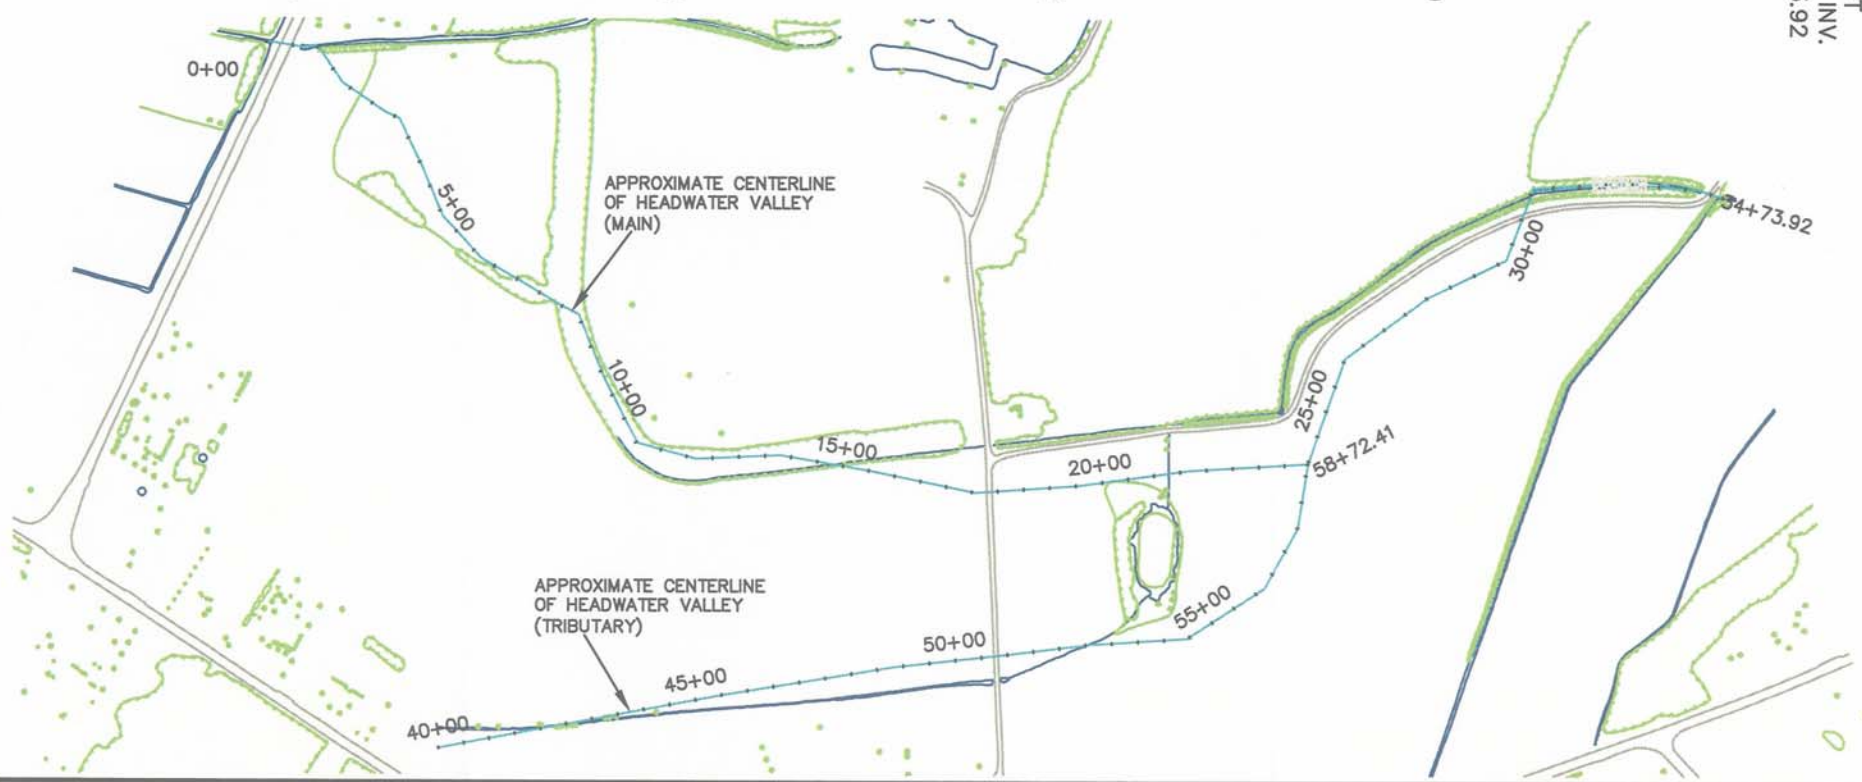 T
INV.
.92
0+00
APPROXIMATE CENTERLINE
OF HEADWATER VALLEY
(MAIN)
5+00
34+73.92
30+00
10+00
25+00
15+00
20+00
58+72.41
APPROXIMATE CENTERLINE
OF HEADWATER VALLEY
(TRIBUTARY)
55+00
50+00
45+00
40+00